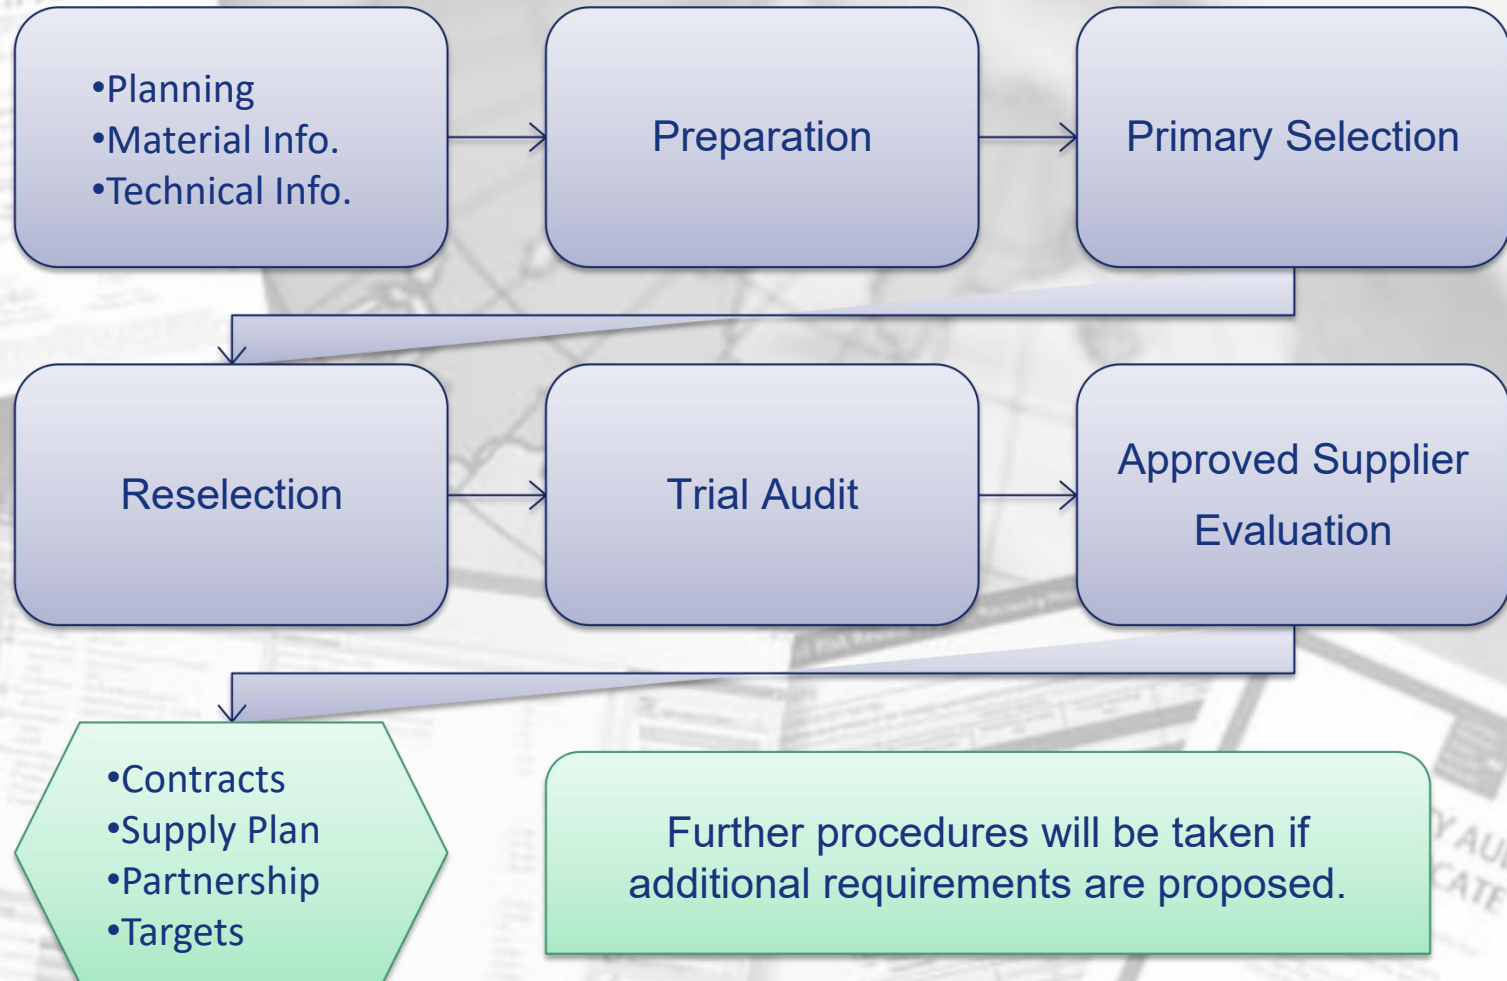 •Planning
•Material Info.
•Technical Info.
Preparation
Primary Selection
Reselection
Trial Audit
Approved Supplier
Evaluation
•Contracts
•Supply Plan
•Partnership
•Targets
Further procedures will be taken if
additional requirements are proposed.